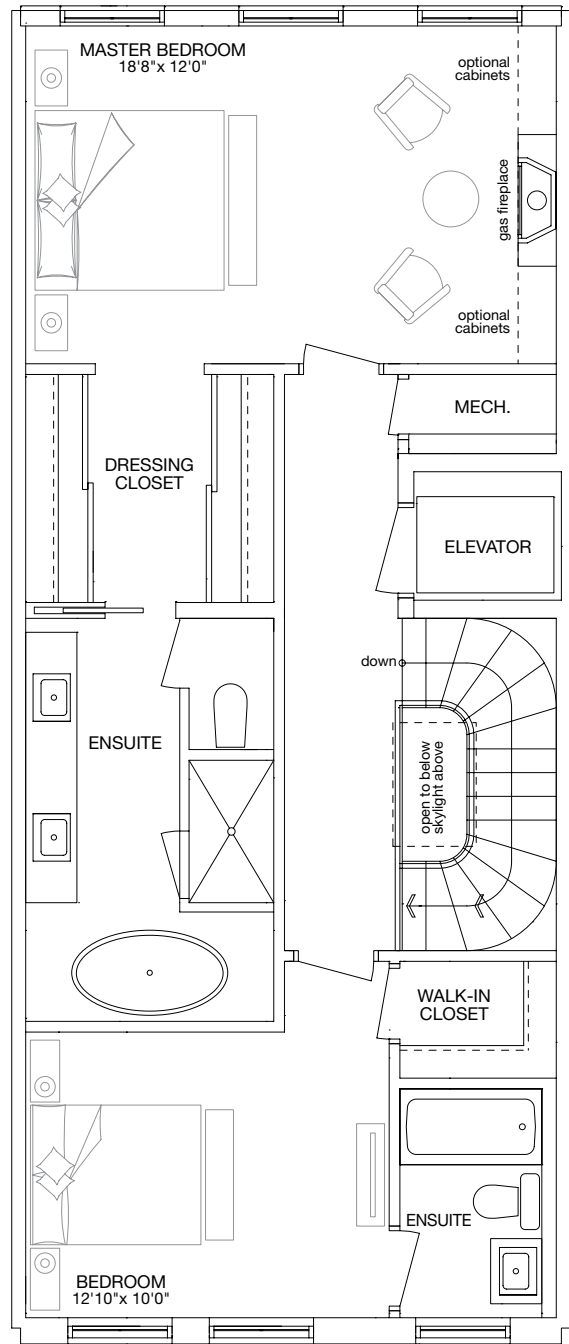 MASTER BEDROOM
18'8"x 12'0"
optional
cabinets
gas fireplace
optional
cabinets
MECH.
DRESSING
CLOSET
ELEVATOR
down
ENSUITE
open to below
skylight above
WALK-IN
CLOSET
ENSUITE
BEDROOM
12'10"x 10'0"